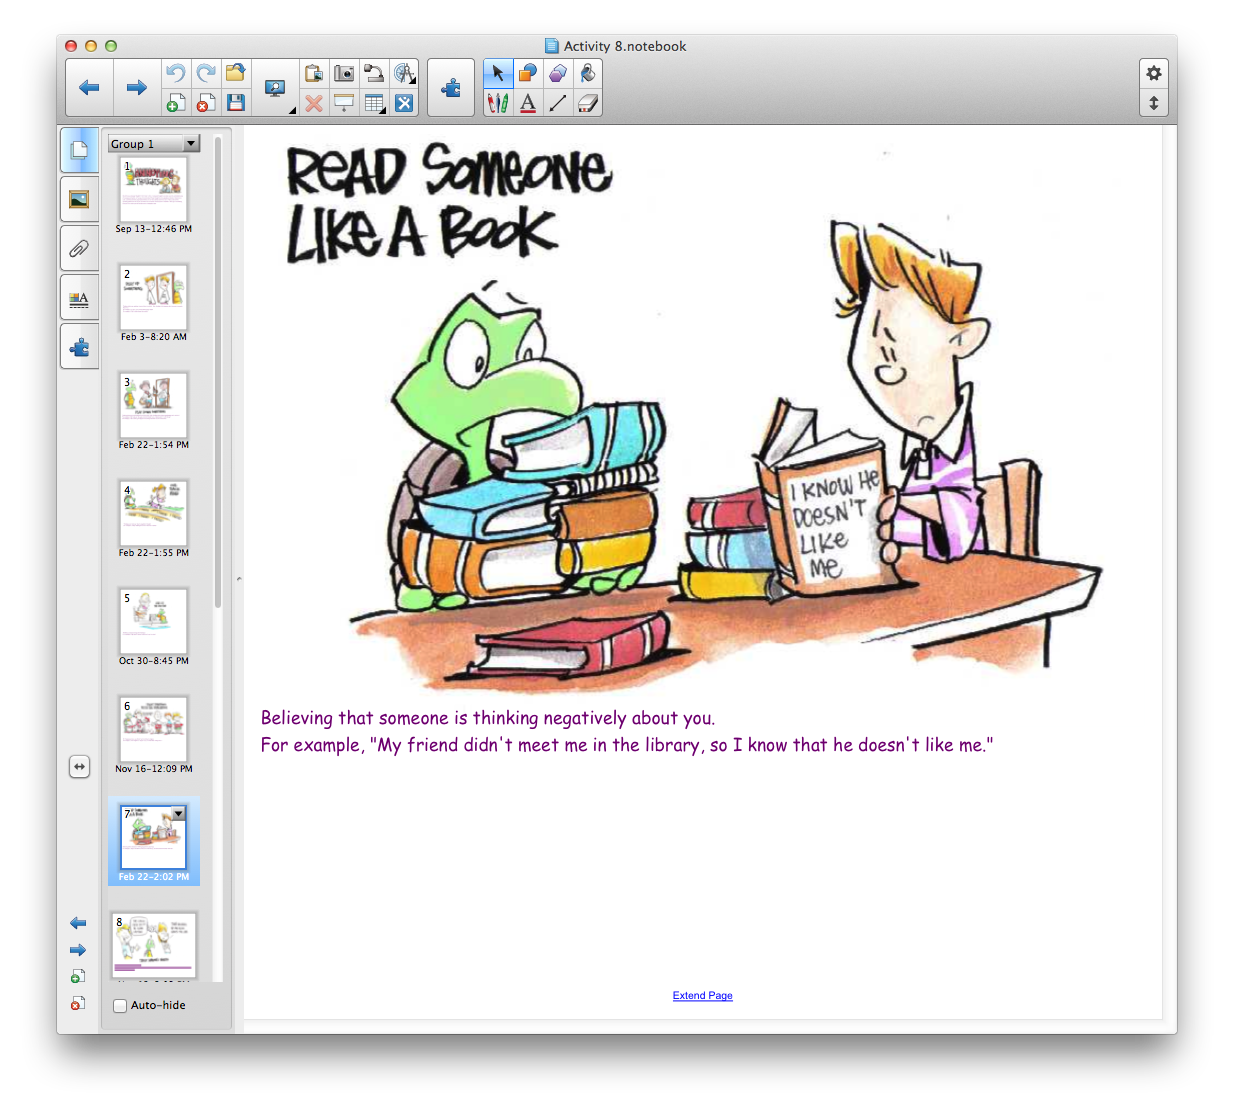 Activity 8.notebook
Group 1
1
Sep 13-12:46 PM
2
Feb 3-8:20 AM
3
Feb 22-1:54 PM
4
Feb 22-1:55 PM
5
Oct 30-8:45 PM
6
Nov 16-12:09 PM
7
Feb 22-2:02 PM
8
Auto-hide
READ SOMEONE
LIKE A BOOK
I KNOW HE
DOESN'T
LIKE
ME
Believing that someone is thinking negatively about you.
For example, "My friend didn't meet me in the library, so I know that he doesn't like me."
Extend Page